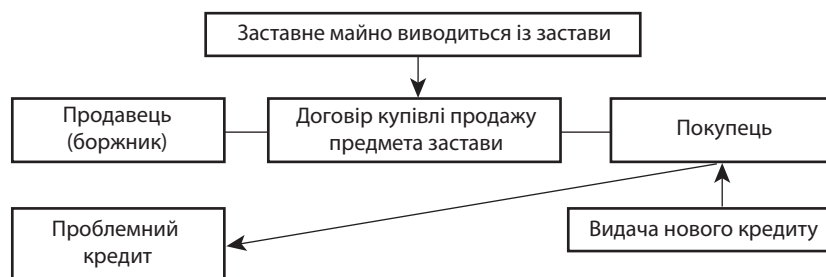 Заставне майно виводиться із застави
Продавець
(боржник)
Договір купівлі продажу
предмета застави
Покупець
Проблемний
кредит
Видача нового кредиту